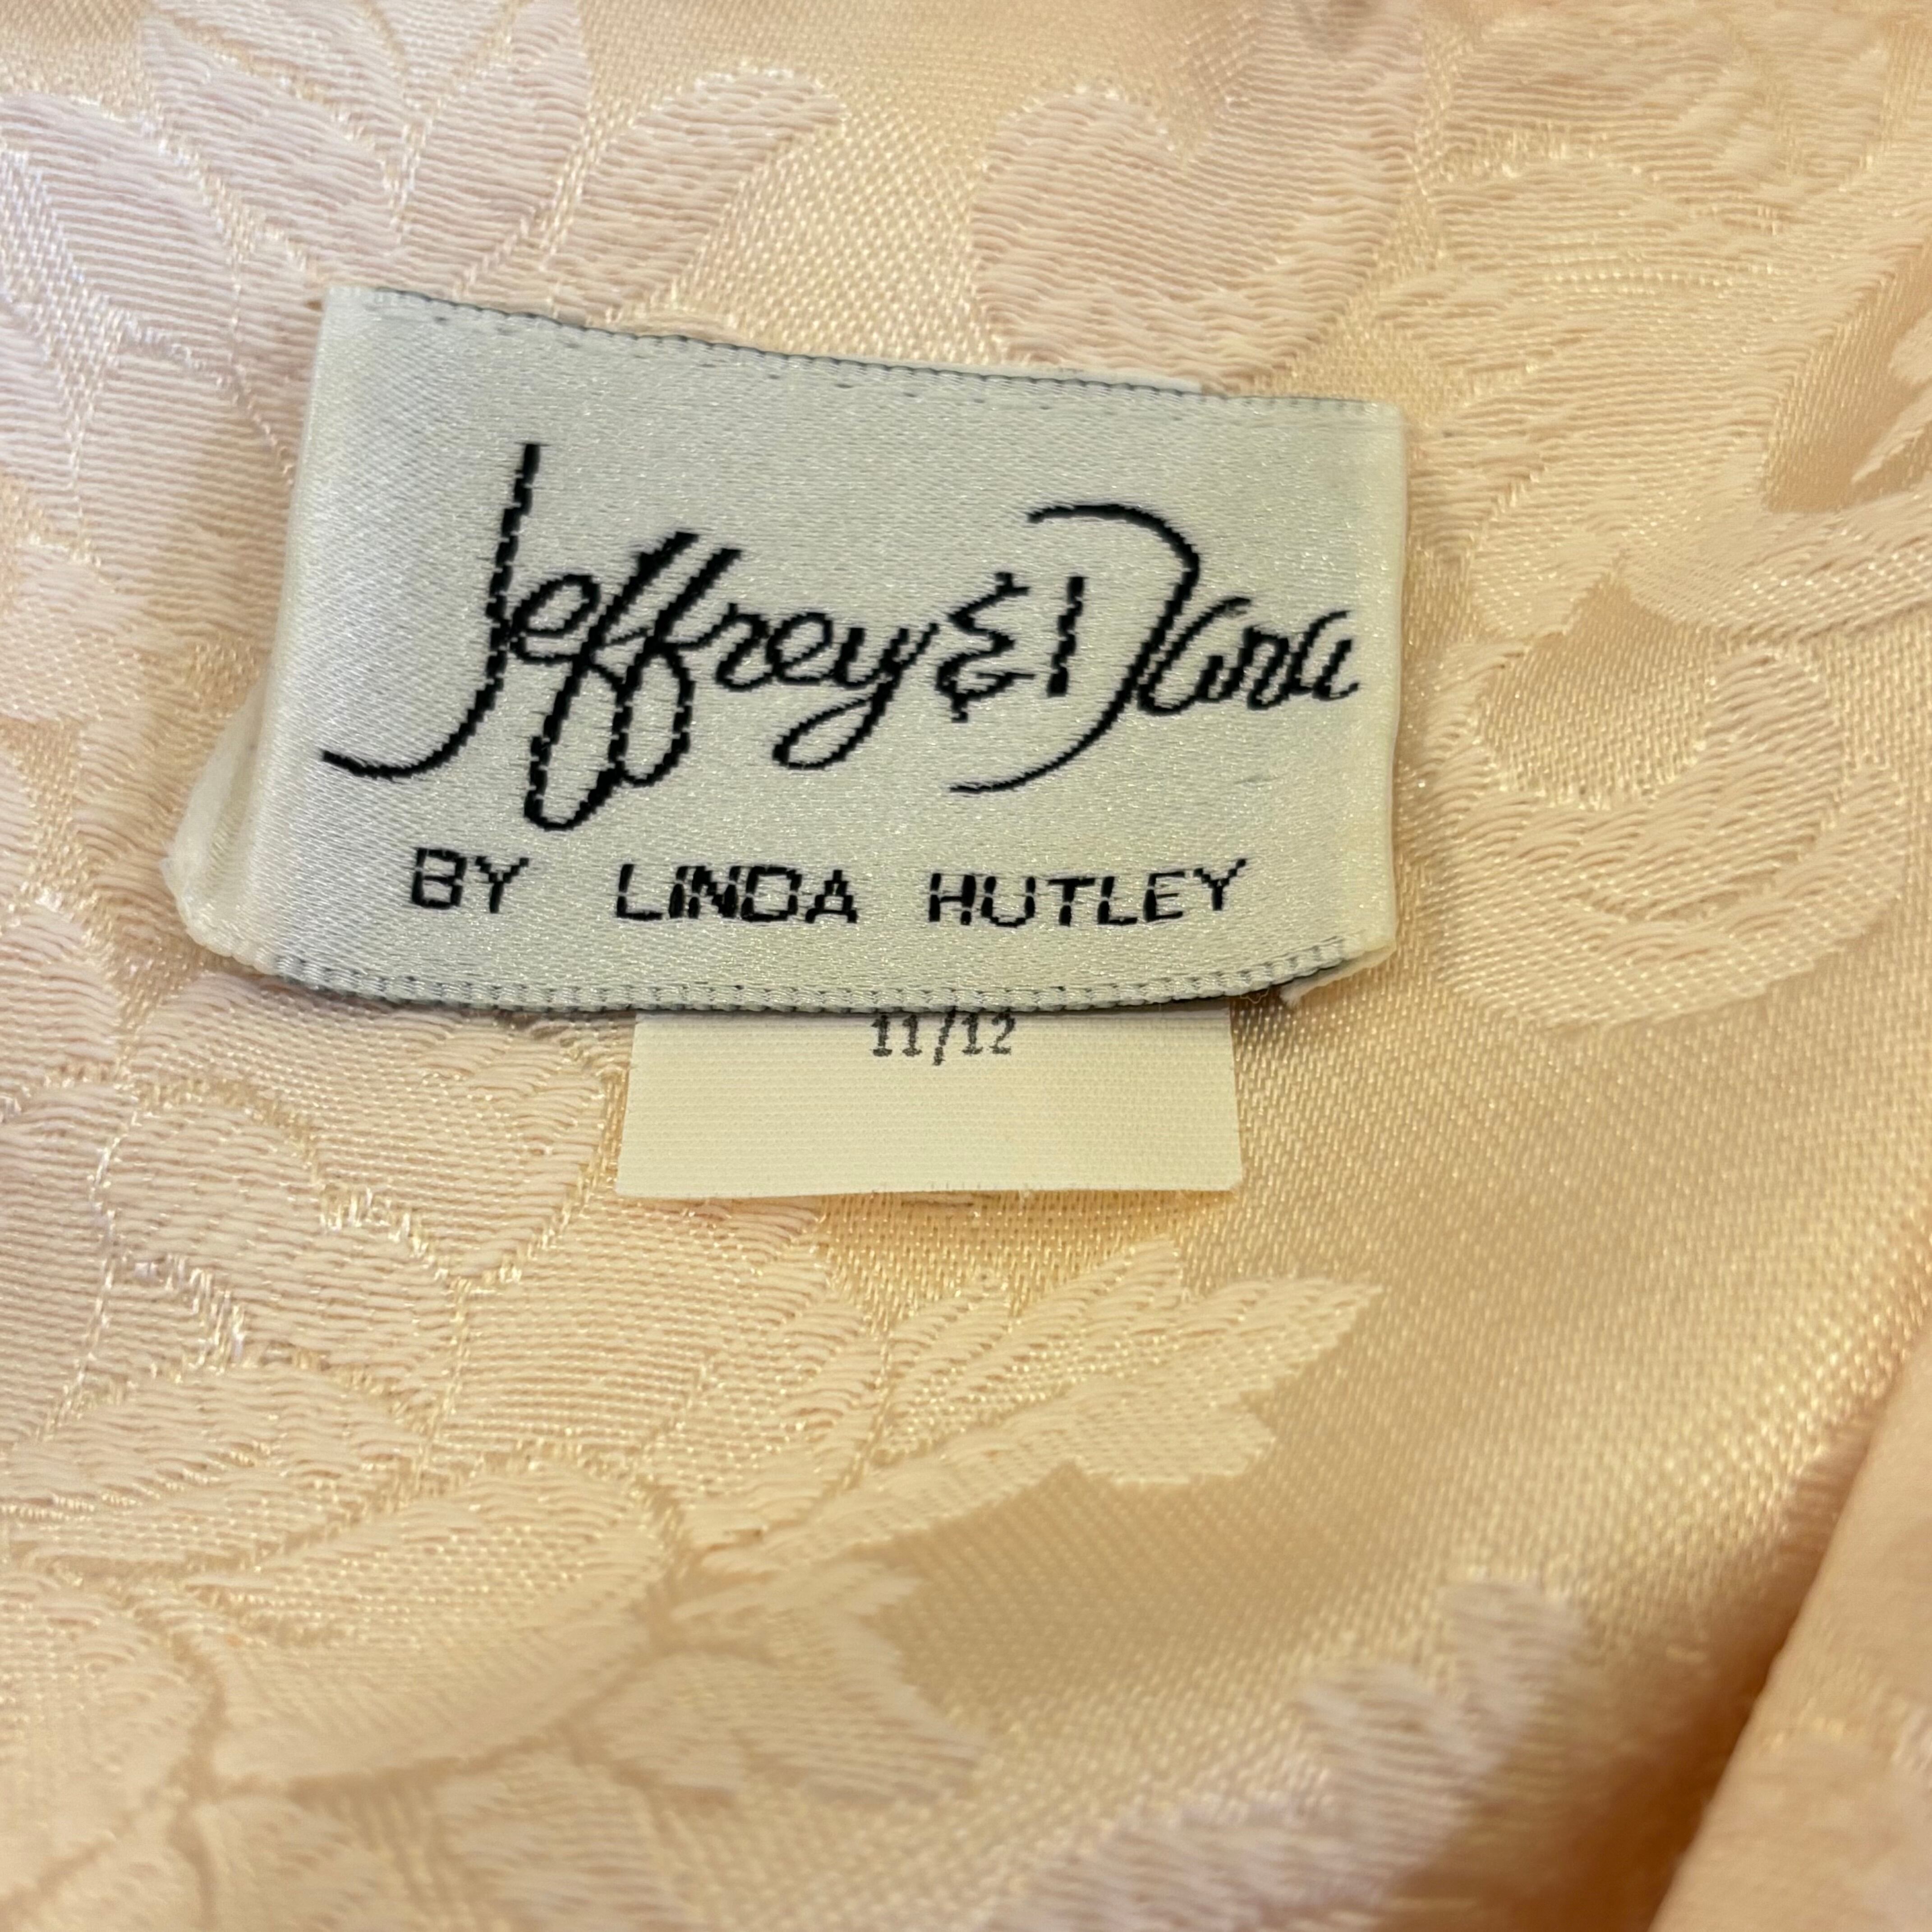 Jeffrey & Dara
BY LINDA HUTLEY
11/12